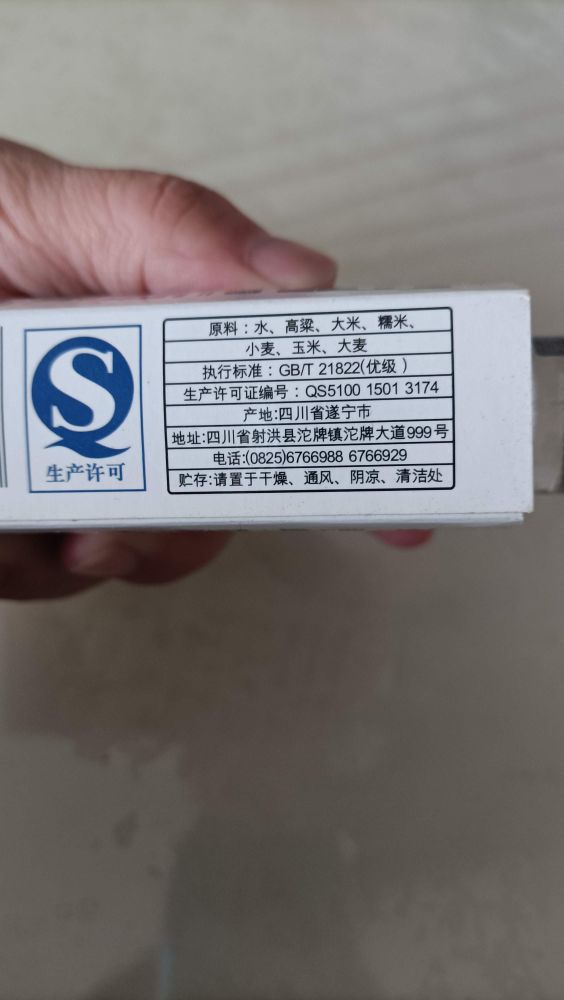 S
生产许可
原料：水、高粱、大米、糯米、
小麦、玉米、大麦
执行标准：GB/T 21822(优级）
生产许可证编号：QS5100 1501 3174
产地:四川省遂宁市
地址:四川省射洪县沱牌镇沱牌大道999号
电话:(0825)6766988 6766929
贮存:请置于干燥、通风、阴凉、清洁处